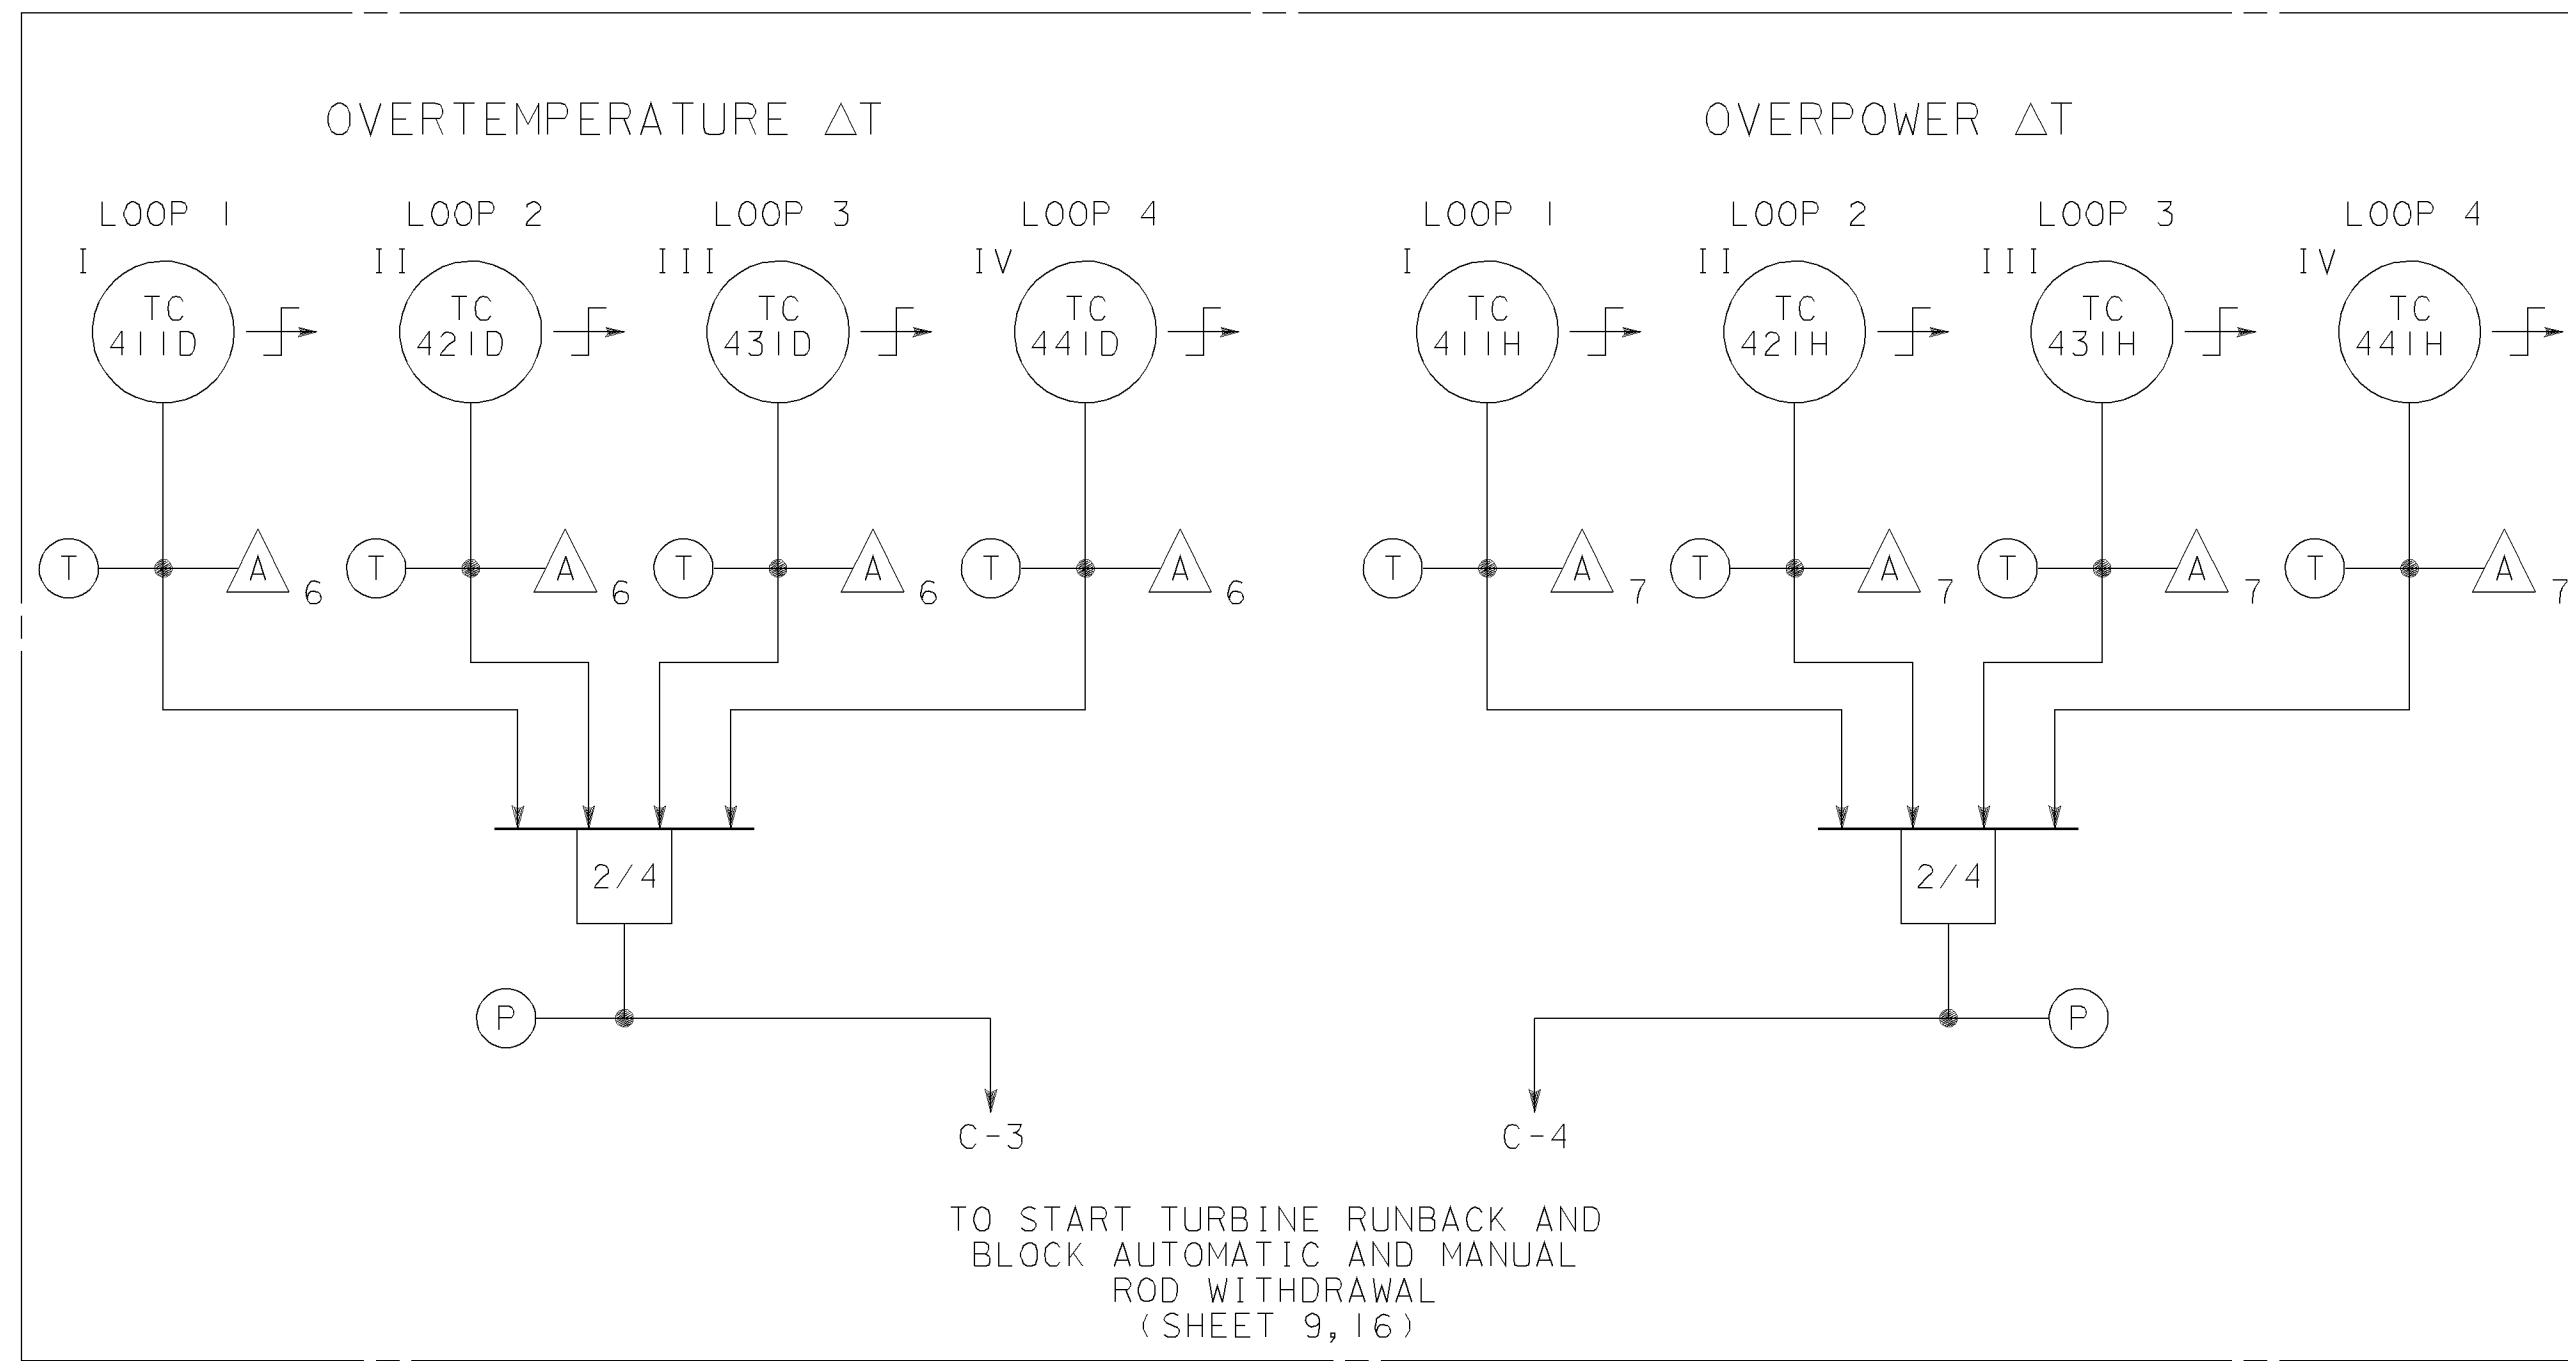 OVERTEMPERATURE △T OVERPOWER △T
LOOP 1 LOOP 2 LOOP 3 LOOP 4 LOOP 1 LOOP 2 LOOP 3 LOOP 4
I II III IV I II III IV
TC TC TC TC TC TC TC TC
411D 421D 431D 441D 411H 421H 431H 441H
T A T A T A T A T A T A T A T A
6 6 6 6 7 7 7 7
2/4 2/4
P P
C-3 C-4
TO START TURBINE RUNBACK AND
BLOCK AUTOMATIC AND MANUAL
ROD WITHDRAWAL
(SHEET 9,16)